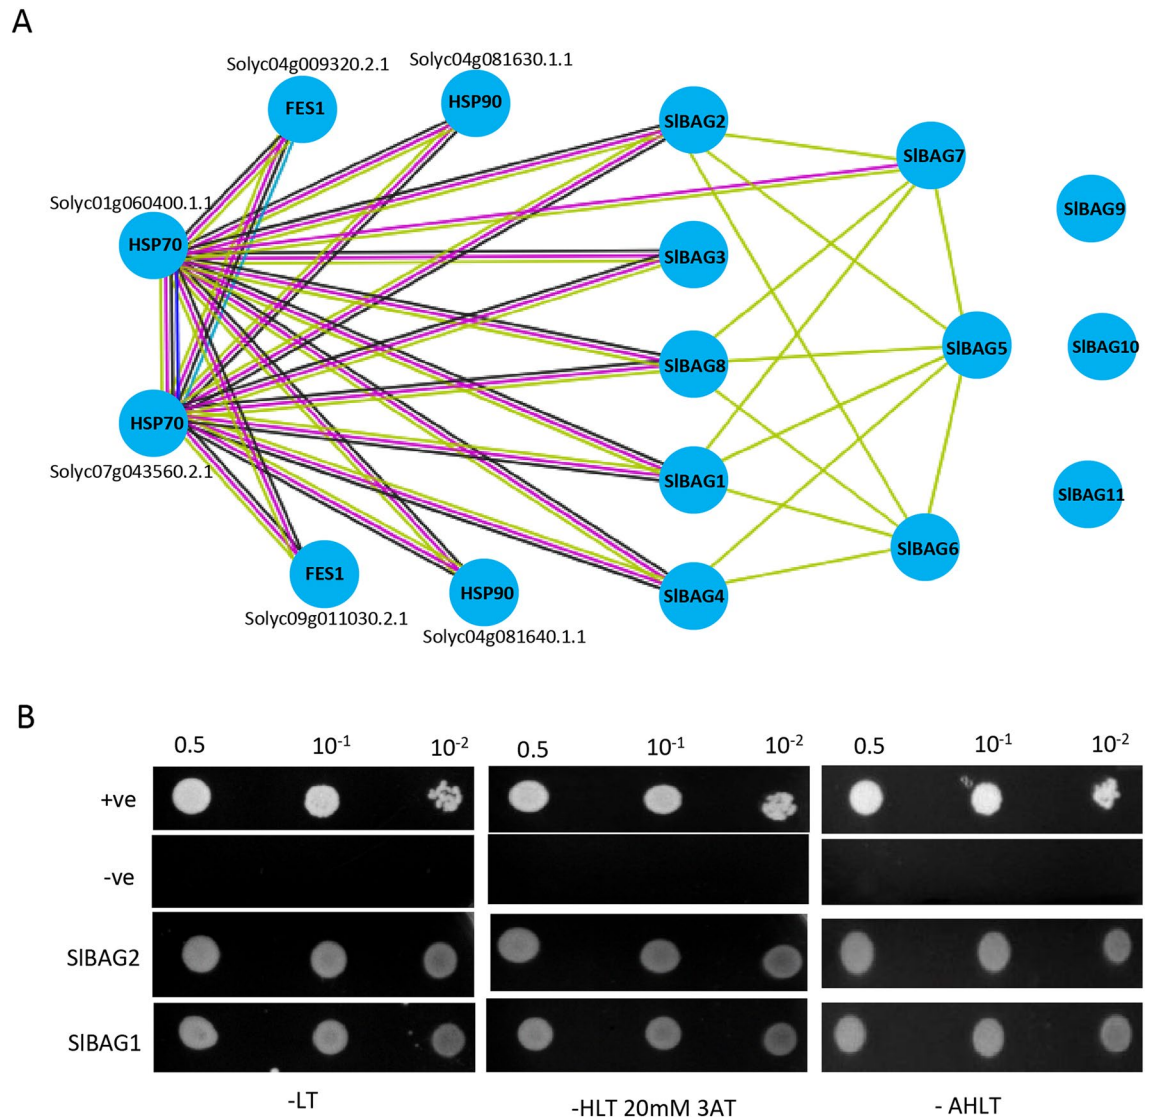 A
Solyc04g009320.2.1
Solyc04g081630.1.1
FES1
HSP90
SlBAG2
SlBAG7
Solyc01g060400.1.1
SlBAG9
HSP70
SlBAG3
SlBAG5
SlBAG10
SlBAG8
HSP70
Solyc07g043560.2.1
SlBAG1
SlBAG11
SlBAG6
FES1
HSP90
SlBAG4
Solyc09g011030.2.1
Solyc04g081640.1.1
B
0.5 10-1 10-2 0.5 10-1 10-2 0.5 10-1 10-2
+ve
-ve
SlBAG2
SlBAG1
-LT -HLT 20mM 3AT - AHLT